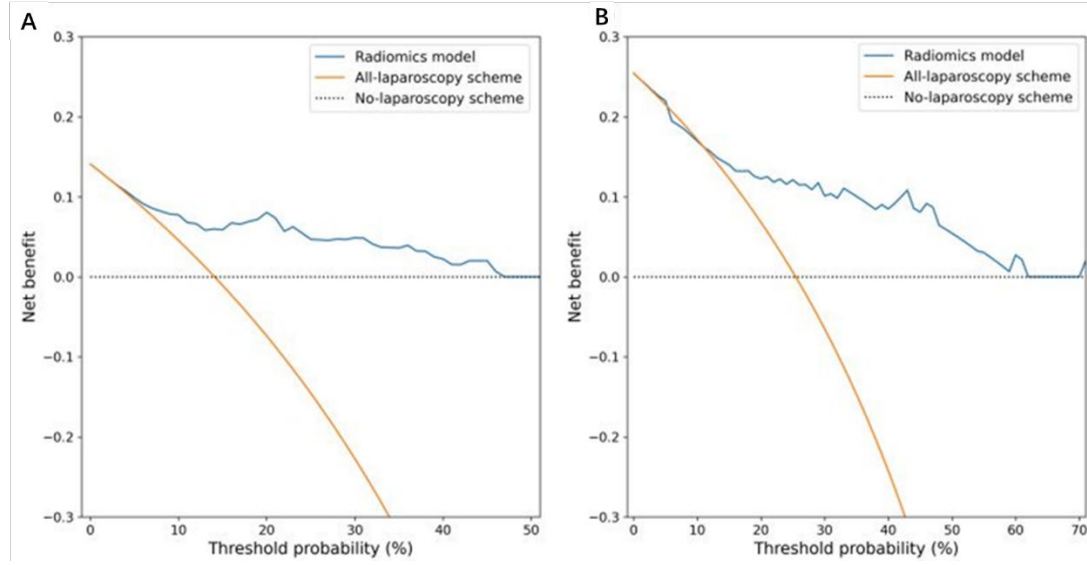 A
0.3
0.2
0.1
0.0
−0.1
−0.2
−0.3
Net benefit
Radiomics model
All-laparoscopy scheme
No-laparoscopy scheme
0 10 20 30 40 50
Threshold probability (%)
B
0.3
0.2
0.1
0.0
−0.1
−0.2
−0.3
Net benefit
Radiomics model
All-laparoscopy scheme
No-laparoscopy scheme
0 10 20 30 40 50 60 70
Threshold probability (%)